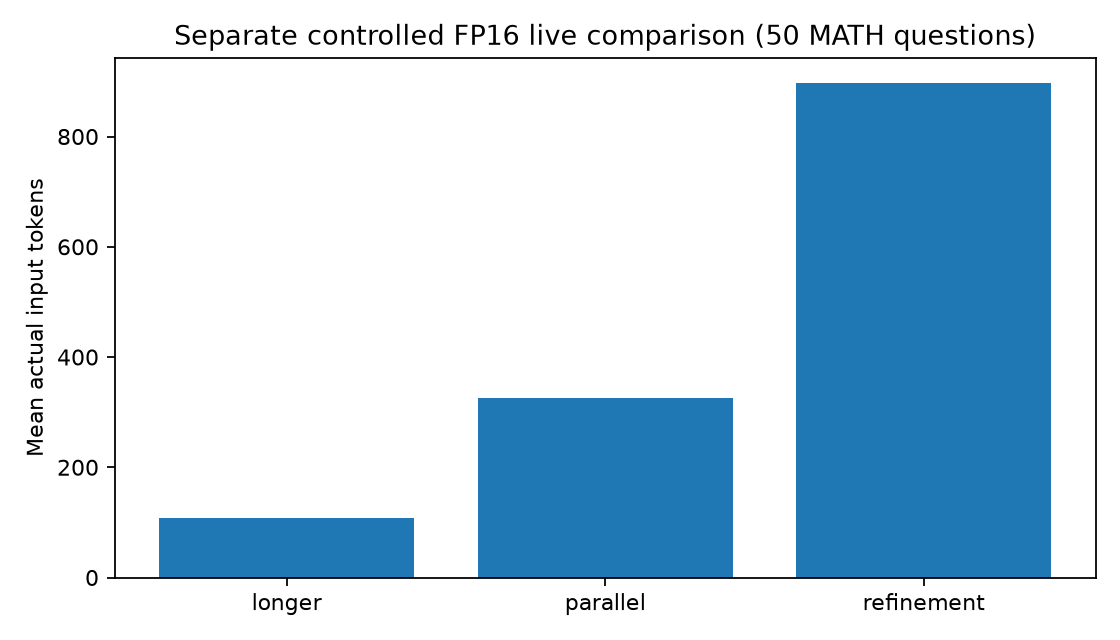 Separate controlled FP16 live comparison (50 MATH questions)
Mean actual input tokens
800
600
400
200
0
longer
parallel
refinement